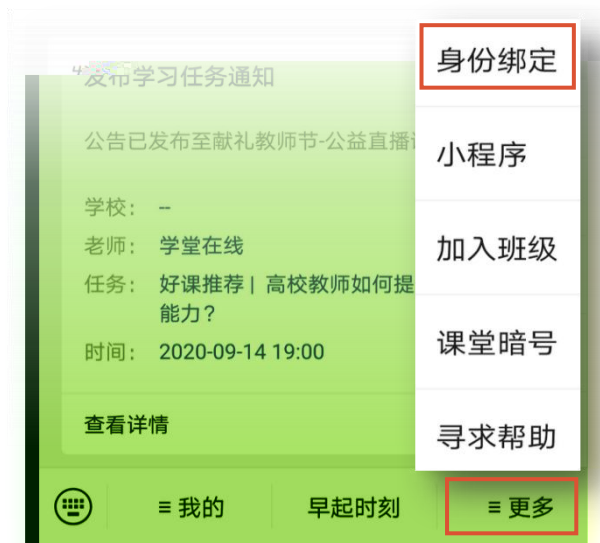 发布学习任务通知
公告已发布至献礼教师节-公益直播
学校： --
老师： 学堂在线
任务： 好课推荐 | 高校教师如何提
能力？
时间： 2020-09-14 19:00
查看详情
≡ 我的
早起时刻
≡ 更多
身份绑定
小程序
加入班级
课堂暗号
寻求帮助